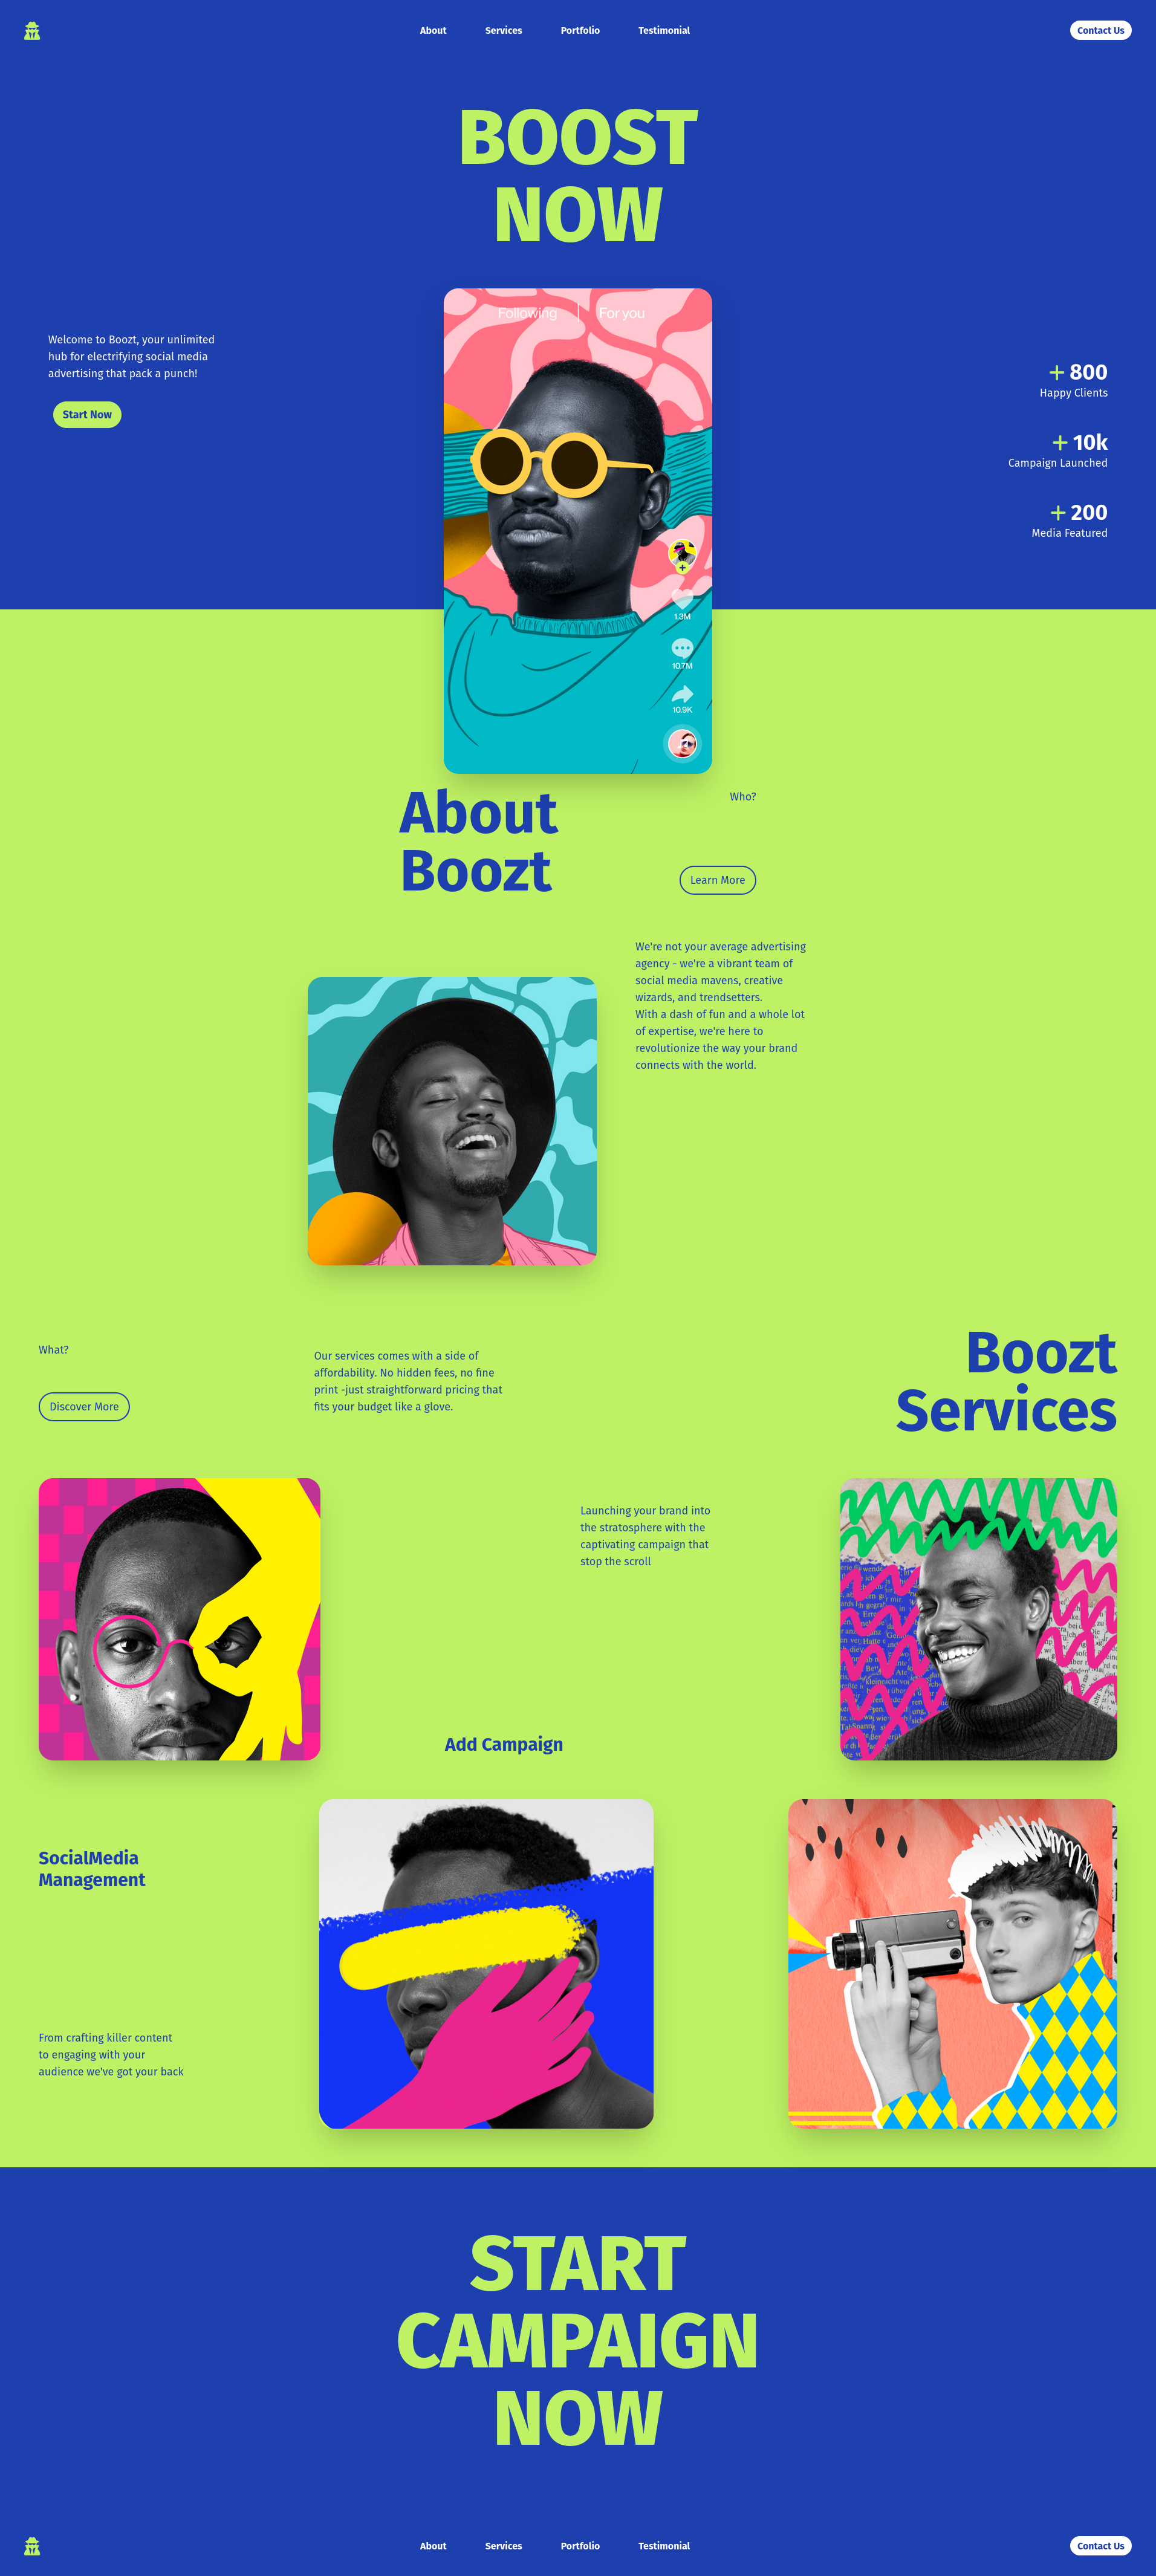 About
Services
Portfolio
Testimonial
Contact Us
BOOST
NOW
Following
For you
Welcome to Boozt, your unlimited
hub for electrifying social media
advertising that pack a punch!
Start Now
+ 800
Happy Clients
+ 10k
Campaign Launched
+ 200
Media Featured
1.3M
10.7M
10.9K
About
Boozt
Who?
Learn More
We're not your average advertising
agency - we're a vibrant team of
social media mavens, creative
wizards, and trendsetters.
With a dash of fun and a whole lot
of expertise, we're here to
revolutionize the way your brand
connects with the world.
What?
Discover More
Our services comes with a side of
affordability. No hidden fees, no fine
print -just straightforward pricing that
fits your budget like a glove.
Boozt
Services
Launching your brand into
the stratosphere with the
captivating campaign that
stop the scroll
Add Campaign
SocialMedia
Management
From crafting killer content
to engaging with your
audience we've got your back
START
CAMPAIGN
NOW
About
Services
Portfolio
Testimonial
Contact Us